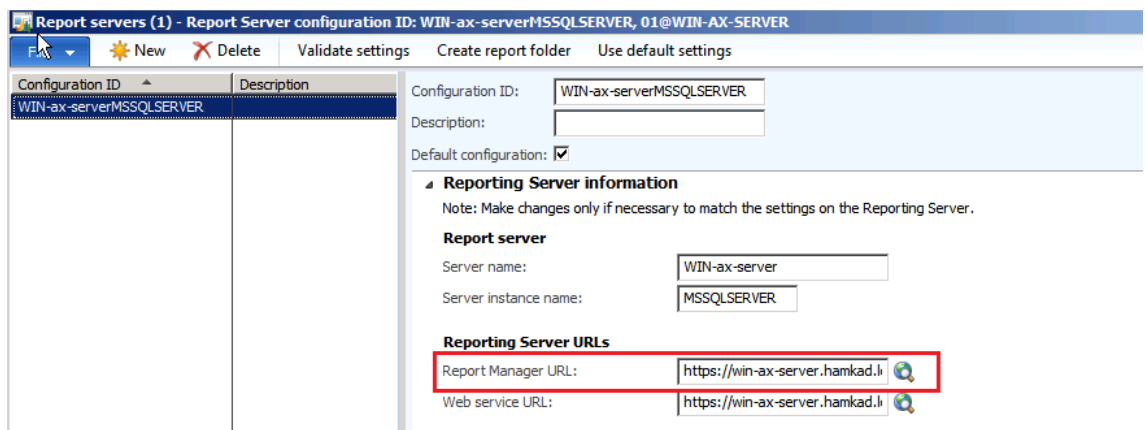 Report servers (1) - Report Server configuration ID: WIN-ax-serverMSSQLSERVER, 01@WIN-AX-SERVER
New Delete Validate settings Create report folder Use default settings
Configuration ID Description
WIN-ax-serverMSSQLSERVER
Configuration ID: WIN-ax-serverMSSQLSERVER
Description:
Default configuration:
Reporting Server information
Note: Make changes only if necessary to match the settings on the Reporting Server.
Report server
Server name: WIN-ax-server
Server instance name: MSSQLSERVER
Reporting Server URLs
Report Manager URL: https://win-ax-server.hamkad.l
Web service URL: https://win-ax-server.hamkad.l